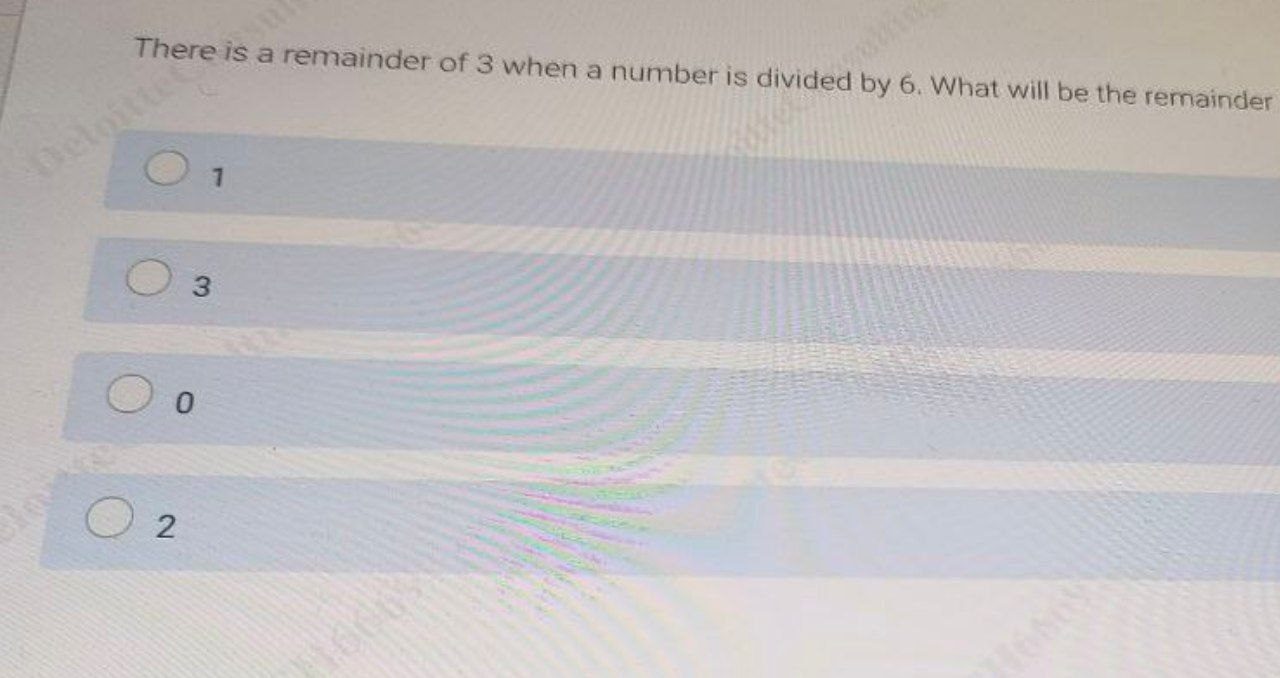 There is a remainder of 3 when a number is divided by 6. What will be the remainder
1
3
0
2